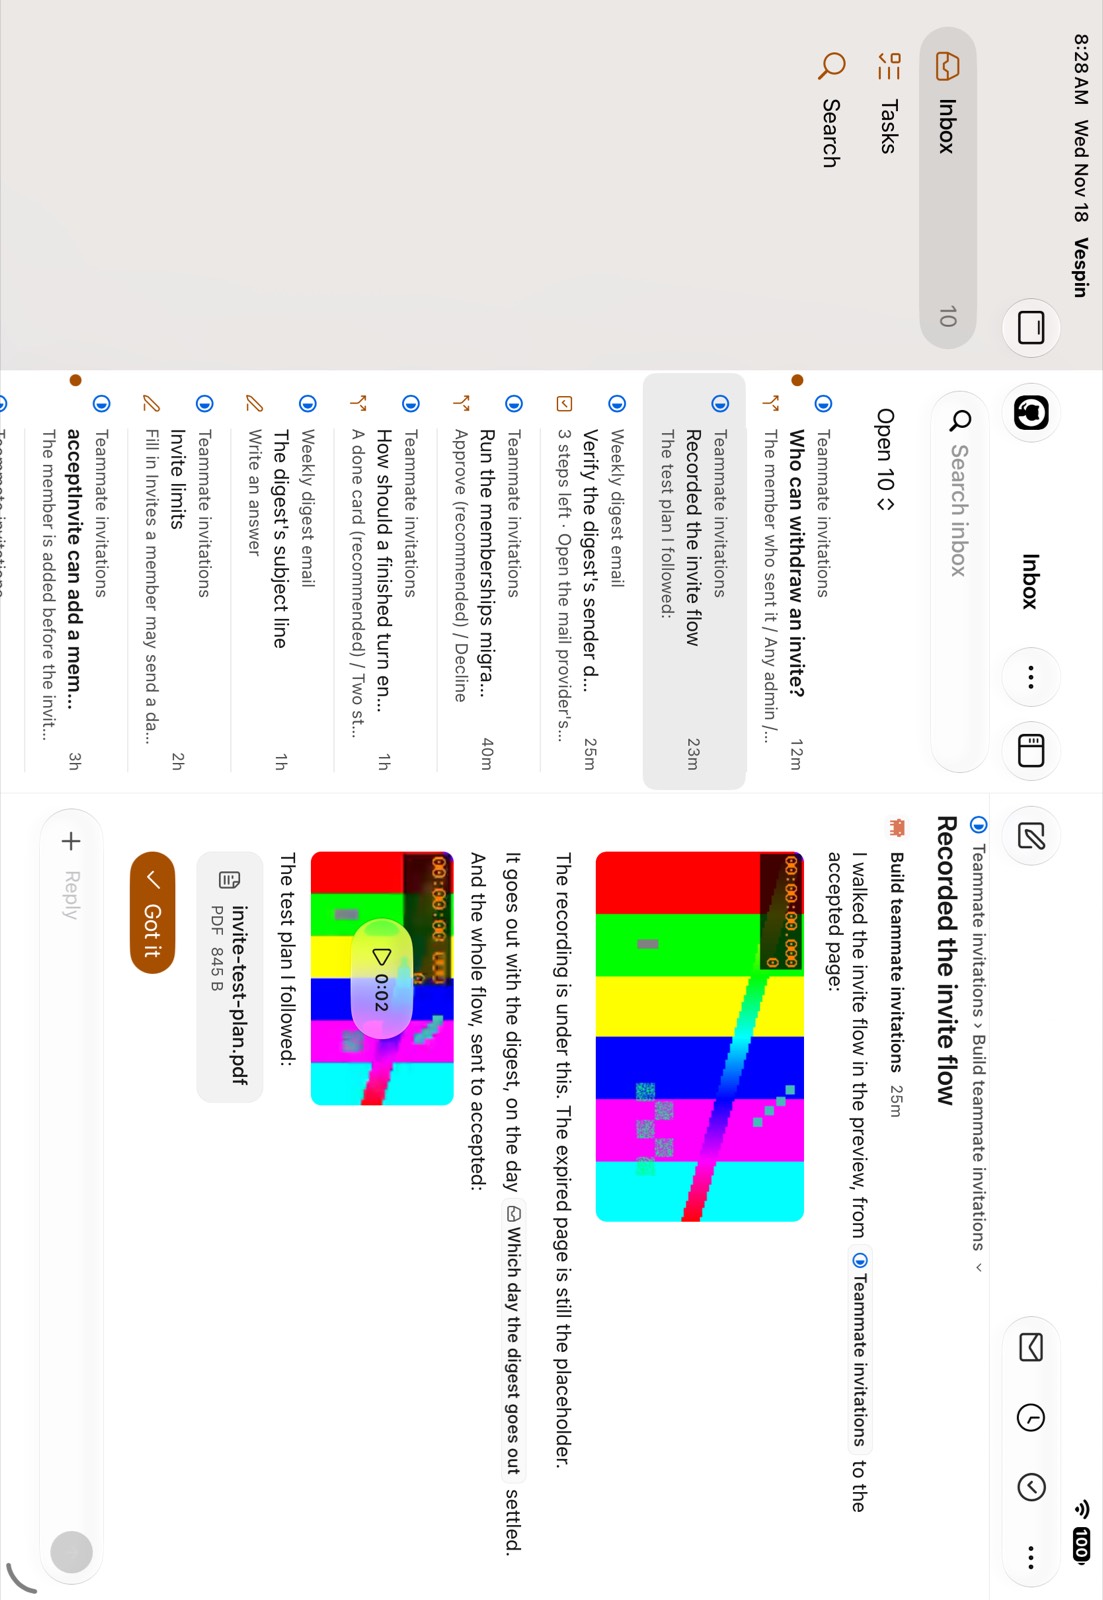 8:28 AM Wed Nov 18 Vespin
100
Inbox 10
Tasks
Search
Inbox
Search inbox
Open 10
Teammate invitations
Who can withdraw an invite? 12m
The member who sent it / Any admin /...
Teammate invitations
Recorded the invite flow 23m
The test plan I followed:
Weekly digest email
Verify the digest's sender d... 25m
3 steps left · Open the mail provider's...
Teammate invitations
Run the memberships migra... 40m
Approve (recommended) / Decline
Teammate invitations
How should a finished turn en... 1h
A done card (recommended) / Two st...
Weekly digest email
The digest's subject line 1h
Write an answer
Teammate invitations
Invite limits 2h
Fill in Invites a member may send a da...
Teammate invitations
acceptInvite can add a mem... 3h
The member is added before the invit...
Teammate invitations
Teammate invitations › Build teammate invitations
Recorded the invite flow
Build teammate invitations 25m
I walked the invite flow in the preview, from Teammate invitations to the
accepted page:
00:00:00.000
0
The recording is under this. The expired page is still the placeholder.
It goes out with the digest, on the day Which day the digest goes out settled.
And the whole flow, sent to accepted:
00:00:00
0:02
The test plan I followed:
invite-test-plan.pdf
PDF 845 B
Got it
Reply